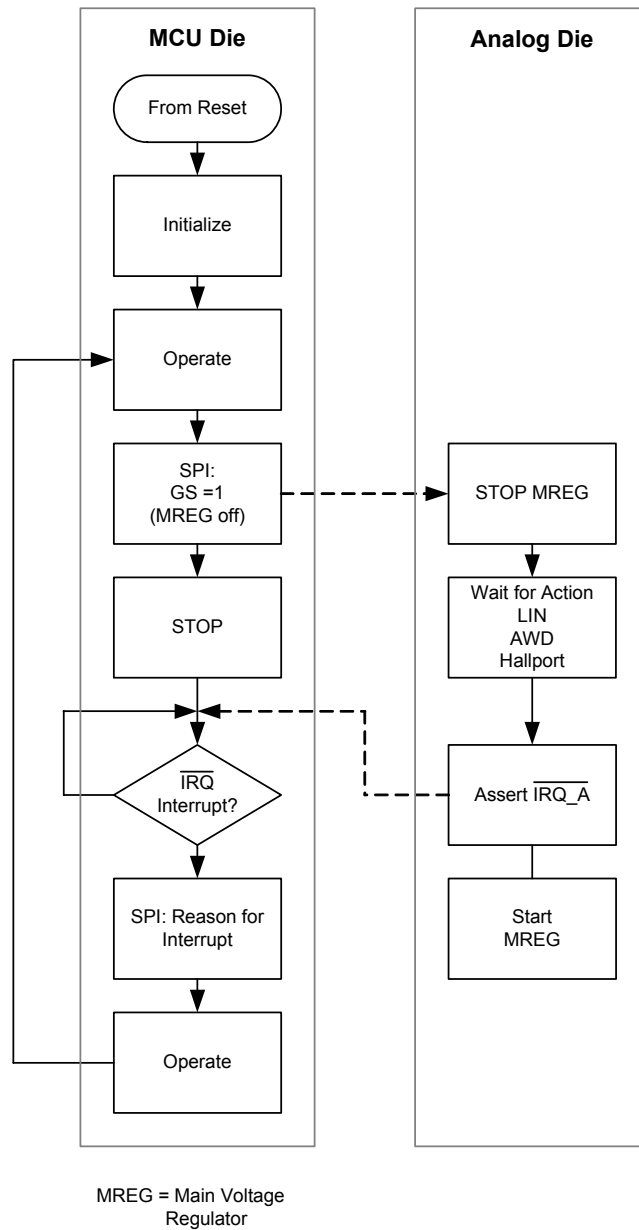 MCU Die
From Reset
Initialize
Operate
SPI:
GS =1
(MREG off)
STOP
IRQ
Interrupt?
SPI: Reason for
Interrupt
Operate
Analog Die
STOP MREG
Wait for Action
LIN
AWD
Hallport
Assert IRQ_A
Start
MREG
MREG = Main Voltage
Regulator